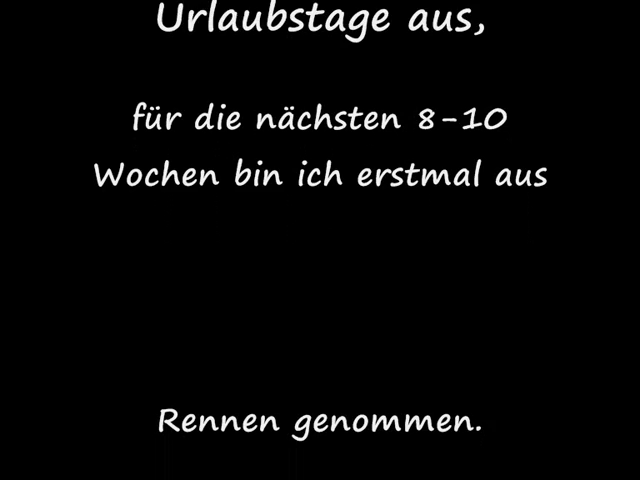 Urlaubstage aus,
für die nächsten 8-10
Wochen bin ich erstmal aus
Rennen genommen.